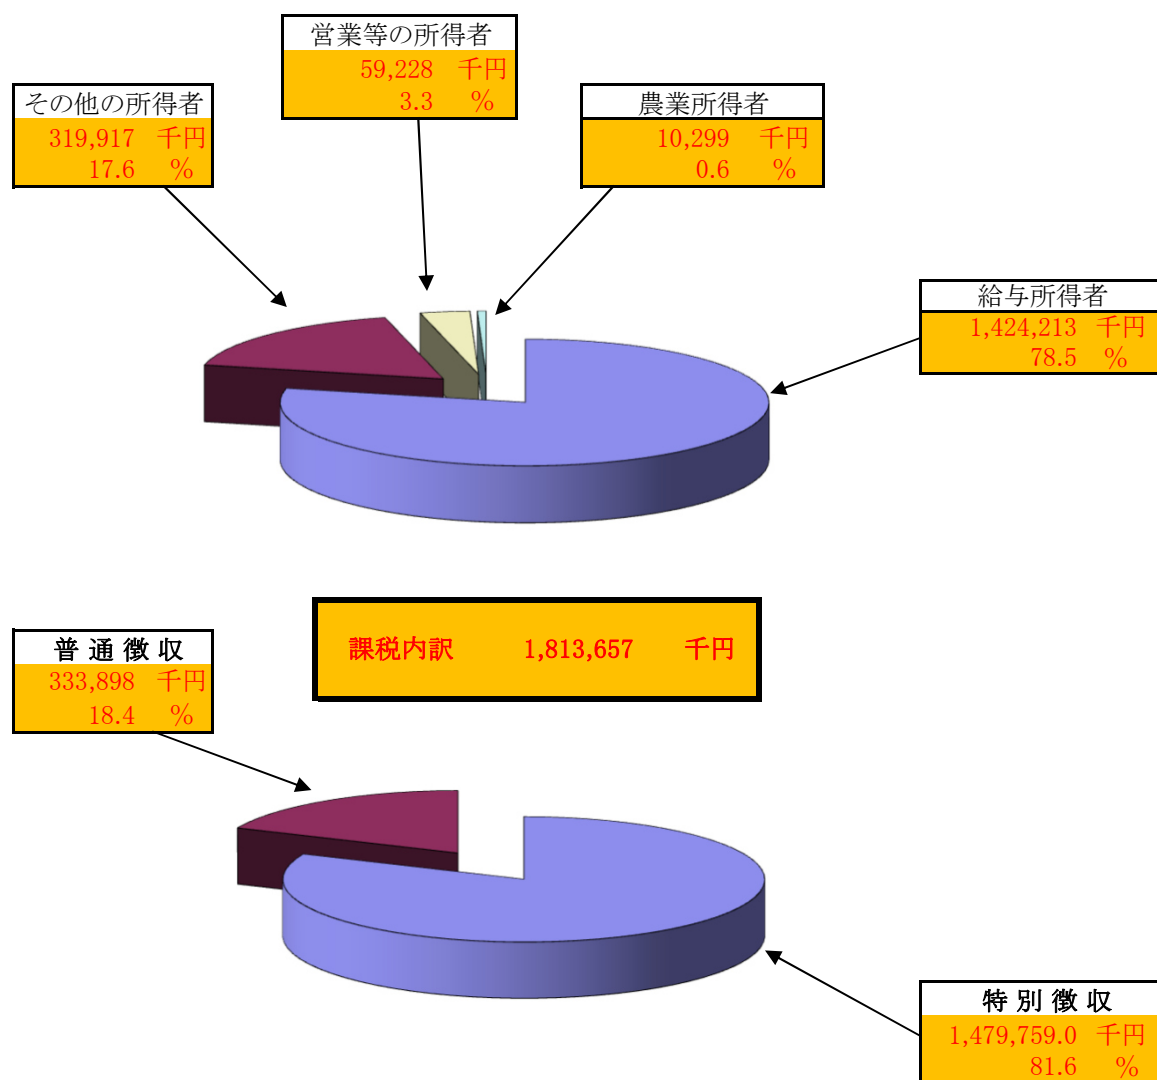 営業等の所得者
59,228 千円
3.3 %
その他の所得者
319,917 千円
17.6 %
農業所得者
10,299 千円
0.6 %
給与所得者
1,424,213 千円
78.5 %
課税内訳 1,813,657 千円
普通徴収
333,898 千円
18.4 %
特別徴収
1,479,759.0 千円
81.6 %